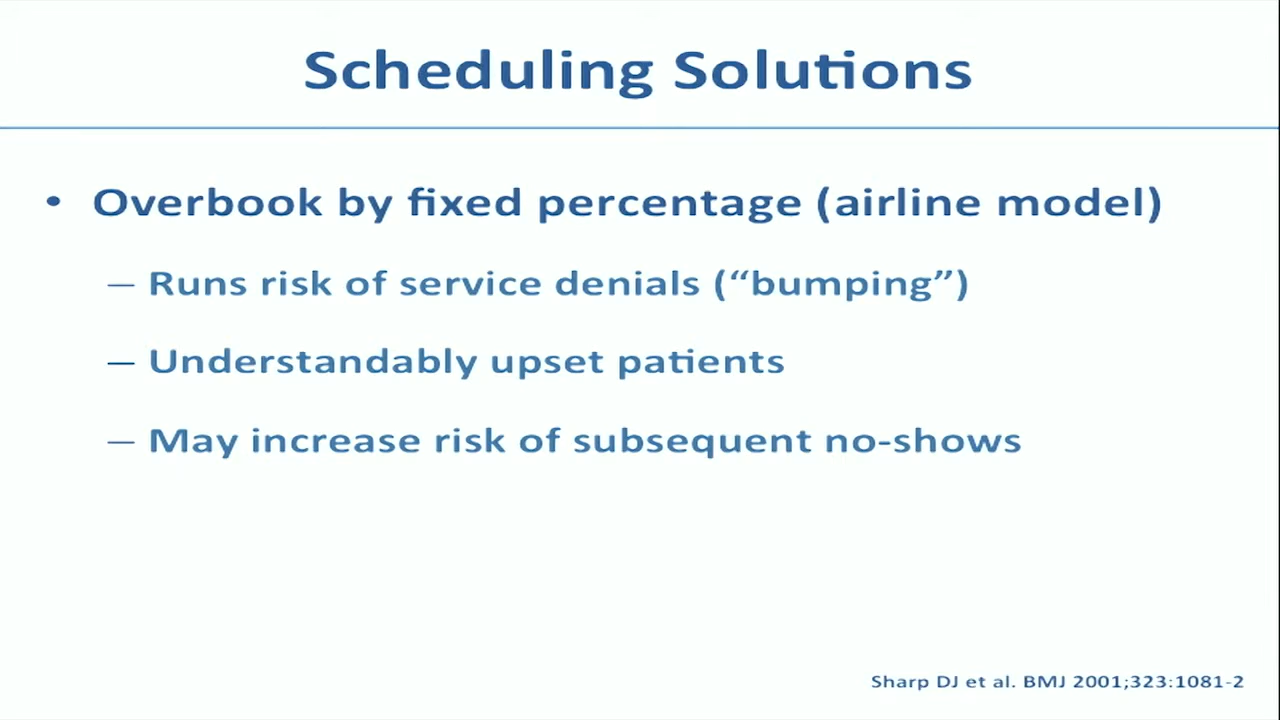 Scheduling Solutions
• Overbook by fixed percentage (airline model)
– Runs risk of service denials (“bumping”)
– Understandably upset patients
– May increase risk of subsequent no-shows
Sharp DJ et al. BMJ 2001;323:1081-2